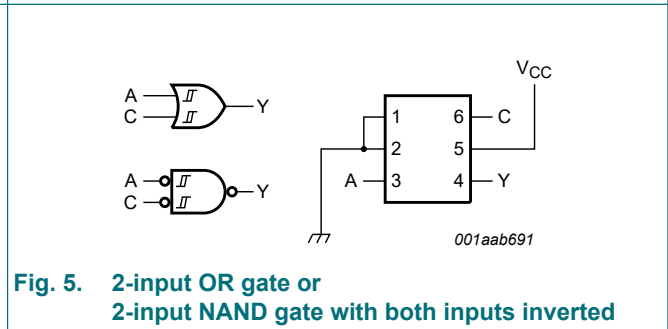 A
C
Y
A
C
Y
VCC
1
6
C
2
5
A
3
4
Y
001aab691
Fig. 5. 2-input OR gate or
2-input NAND gate with both inputs inverted